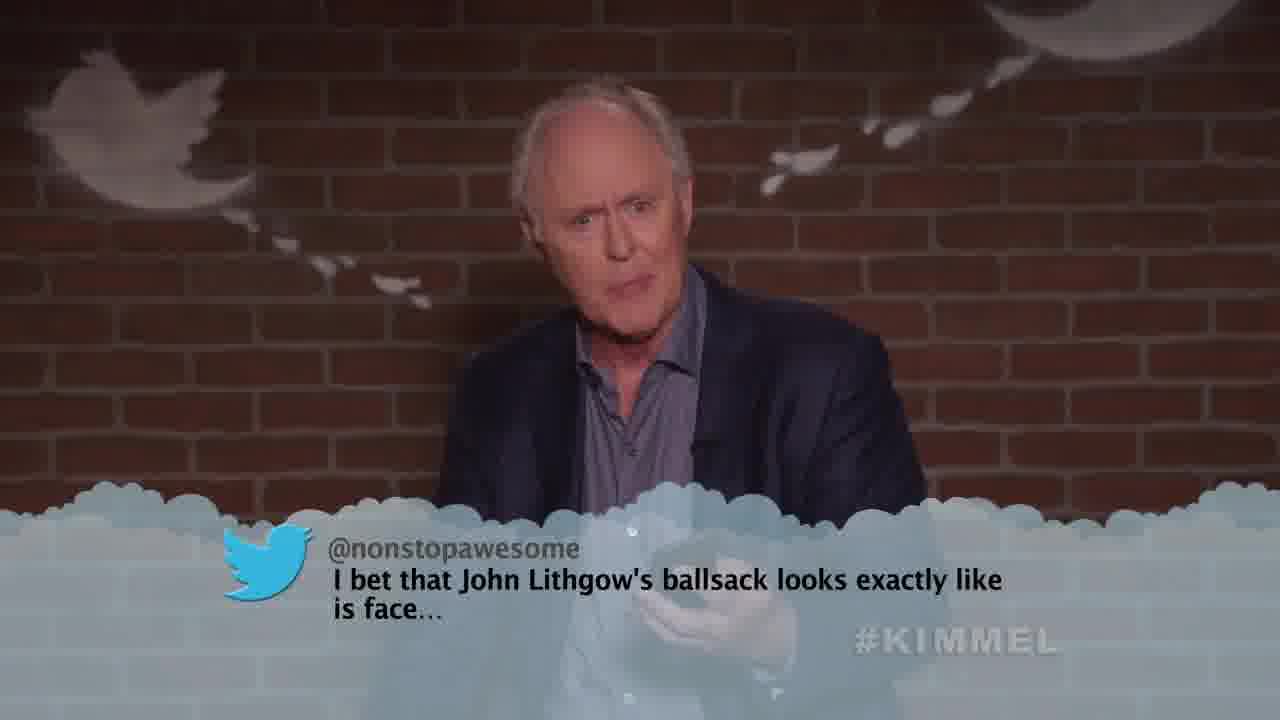 @nonstopawesome
I bet that John Lithgow's ballsack looks exactly like
is face...
#KIMMEL